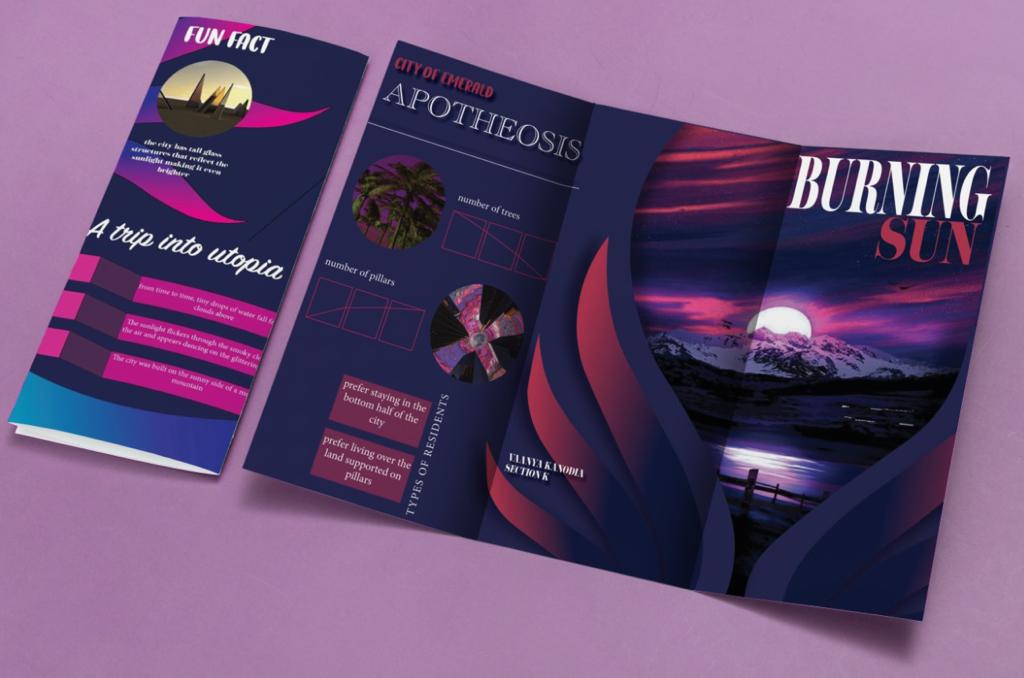 FUN FACT
the city has tall glass
structures that reflect the
sunlight making it even
brighter
A trip into utopia
from time to time, tiny drops of water fall
clouds above
The sunlight flickers through the smoky
the air and appears dancing on the
The city was built on the sunny side of a
mountain
CITY OF EMERALD
APOTHEOSIS
number of trees
number of pillars
prefer staying in the
bottom half of the
city
prefer living over the
land supported on
pillars
TYPES OF RESIDENTS
VAANYA KANODIA
SECTION K
BURNING
SUN